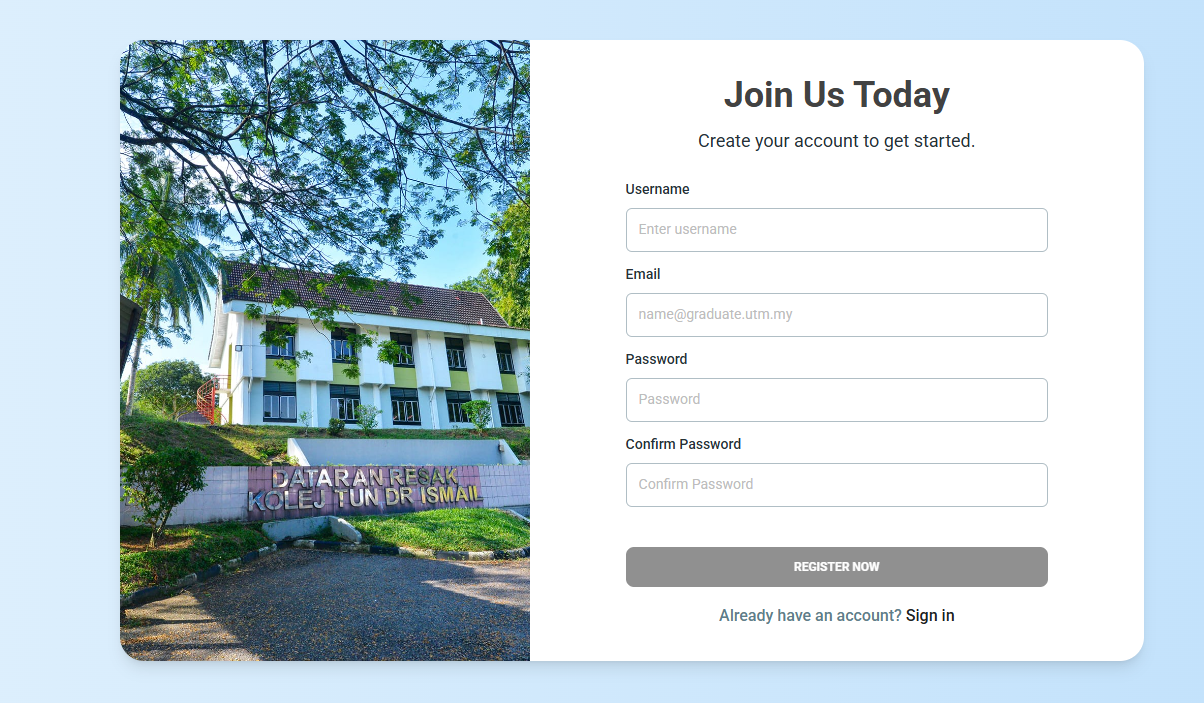 DATARAN RESAK
KOLEJ TUN DR ISMAIL
Join Us Today
Create your account to get started.
Username
Enter username
Email
name@graduate.utm.my
Password
Password
Confirm Password
Confirm Password
REGISTER NOW
Already have an account? Sign in